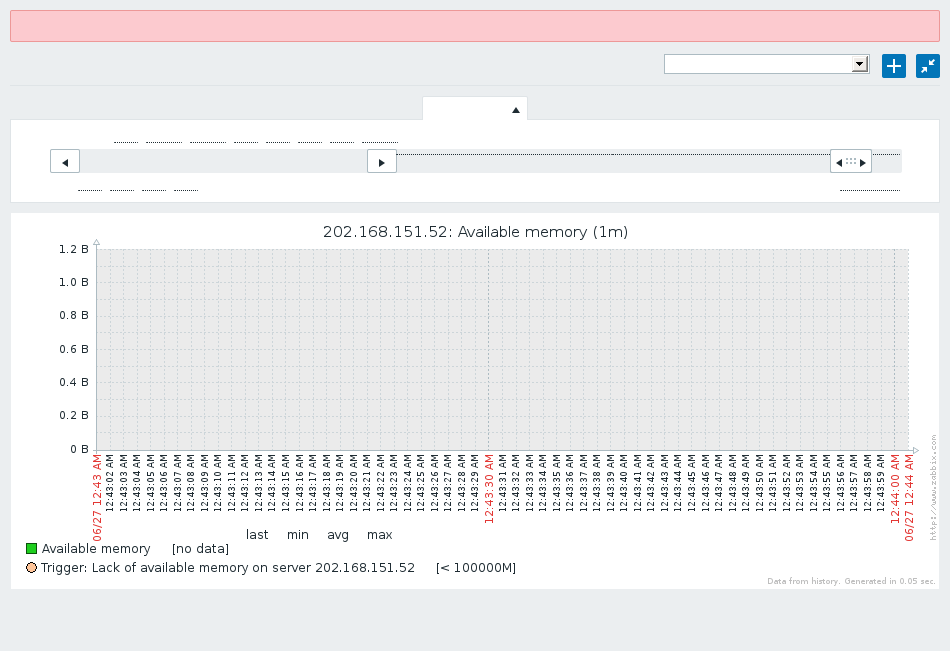 202.168.151.52: Available memory (1m)
1.2 B
1.0 B
0.8 B
0.6 B
0.4 B
0.2 B
0 B
06/27 12:43 AM
12:43:02 AM
12:43:03 AM
12:43:04 AM
12:43:05 AM
12:43:06 AM
12:43:07 AM
12:43:08 AM
12:43:09 AM
12:43:10 AM
12:43:11 AM
12:43:12 AM
12:43:13 AM
12:43:14 AM
12:43:15 AM
12:43:16 AM
12:43:17 AM
12:43:18 AM
12:43:19 AM
12:43:20 AM
12:43:21 AM
12:43:22 AM
12:43:23 AM
12:43:24 AM
12:43:25 AM
12:43:26 AM
12:43:27 AM
12:43:28 AM
12:43:29 AM
12:43:30 AM
12:43:31 AM
12:43:32 AM
12:43:33 AM
12:43:34 AM
12:43:35 AM
12:43:36 AM
12:43:37 AM
12:43:38 AM
12:43:39 AM
12:43:40 AM
12:43:41 AM
12:43:42 AM
12:43:43 AM
12:43:44 AM
12:43:45 AM
12:43:46 AM
12:43:47 AM
12:43:48 AM
12:43:49 AM
12:43:50 AM
12:43:51 AM
12:43:52 AM
12:43:53 AM
12:43:54 AM
12:43:55 AM
12:43:56 AM
12:43:57 AM
12:43:58 AM
12:43:59 AM
12:44:00 AM
06/27 12:44 AM
http://www.zabbix.com
last min avg max
Available memory [no data]
Trigger: Lack of available memory on server 202.168.151.52 [< 100000M]
Data from history. Generated in 0.05 sec.